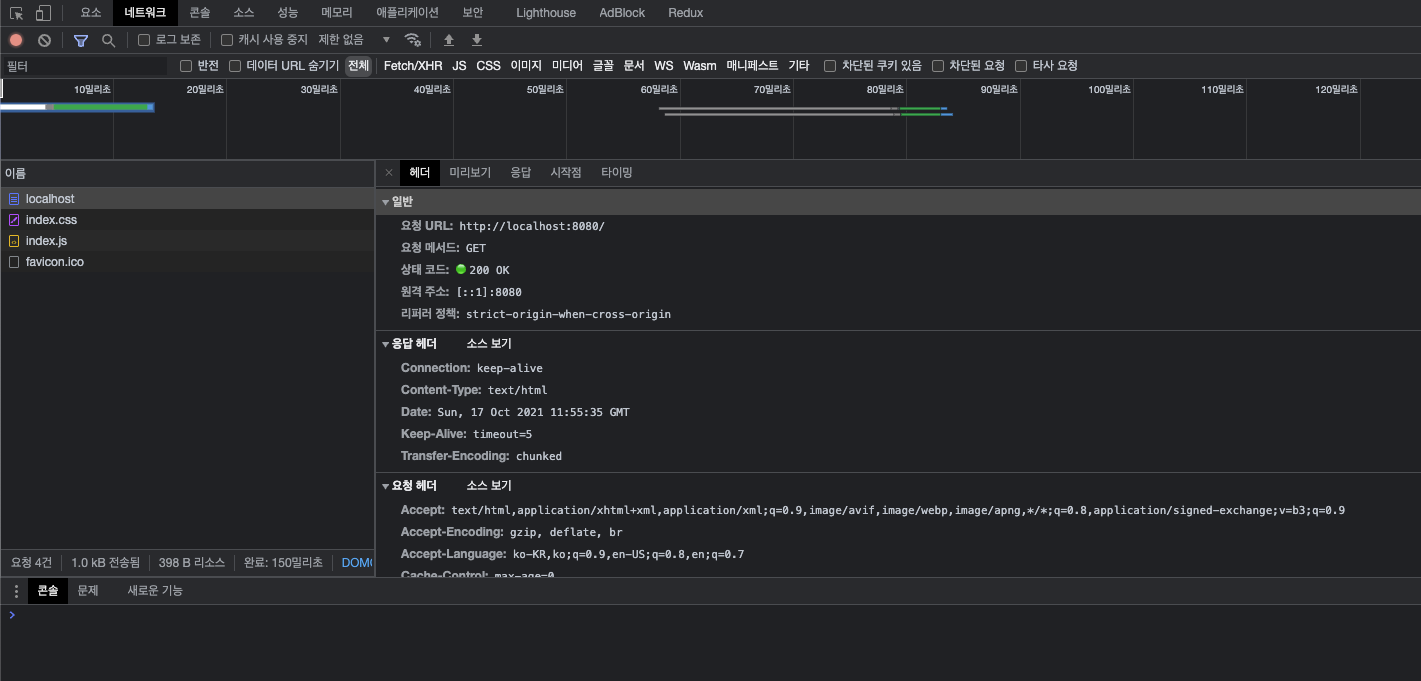 요소 네트워크 콘솔 소스 성능 메모리 애플리케이션 보안 Lighthouse AdBlock Redux
로그 보존 캐시 사용 중지 제한 없음
필터 반전 데이터 URL 숨기기 전체 Fetch/XHR JS CSS 이미지 미디어 글꼴 문서 WS Wasm 매니페스트 기타 차단된 쿠키 있음 차단된 요청 타사 요청
10밀리초 20밀리초 30밀리초 40밀리초 50밀리초 60밀리초 70밀리초 80밀리초 90밀리초 100밀리초 110밀리초 120밀리초
이름
localhost
index.css
index.js
favicon.ico
요청 4건 1.0 kB 전송됨 398 B 리소스 완료: 150밀리초
헤더 미리보기 응답 시작점 타이밍
일반
요청 URL: http://localhost:8080/
요청 메서드: GET
상태 코드: 200 OK
원격 주소: [::1]:8080
리퍼러 정책: strict-origin-when-cross-origin
응답 헤더 소스 보기
Connection: keep-alive
Content-Type: text/html
Date: Sun, 17 Oct 2021 11:55:35 GMT
Keep-Alive: timeout=5
Transfer-Encoding: chunked
요청 헤더 소스 보기
Accept: text/html,application/xhtml+xml,application/xml;q=0.9,image/avif,image/webp,image/apng,*/*;q=0.8,application/signed-exchange;v=b3;q=0.9
Accept-Encoding: gzip, deflate, br
Accept-Language: ko-KR,ko;q=0.9,en-US;q=0.8,en;q=0.7
Cache-Control: max-age=0
콘솔 문제 새로운 기능